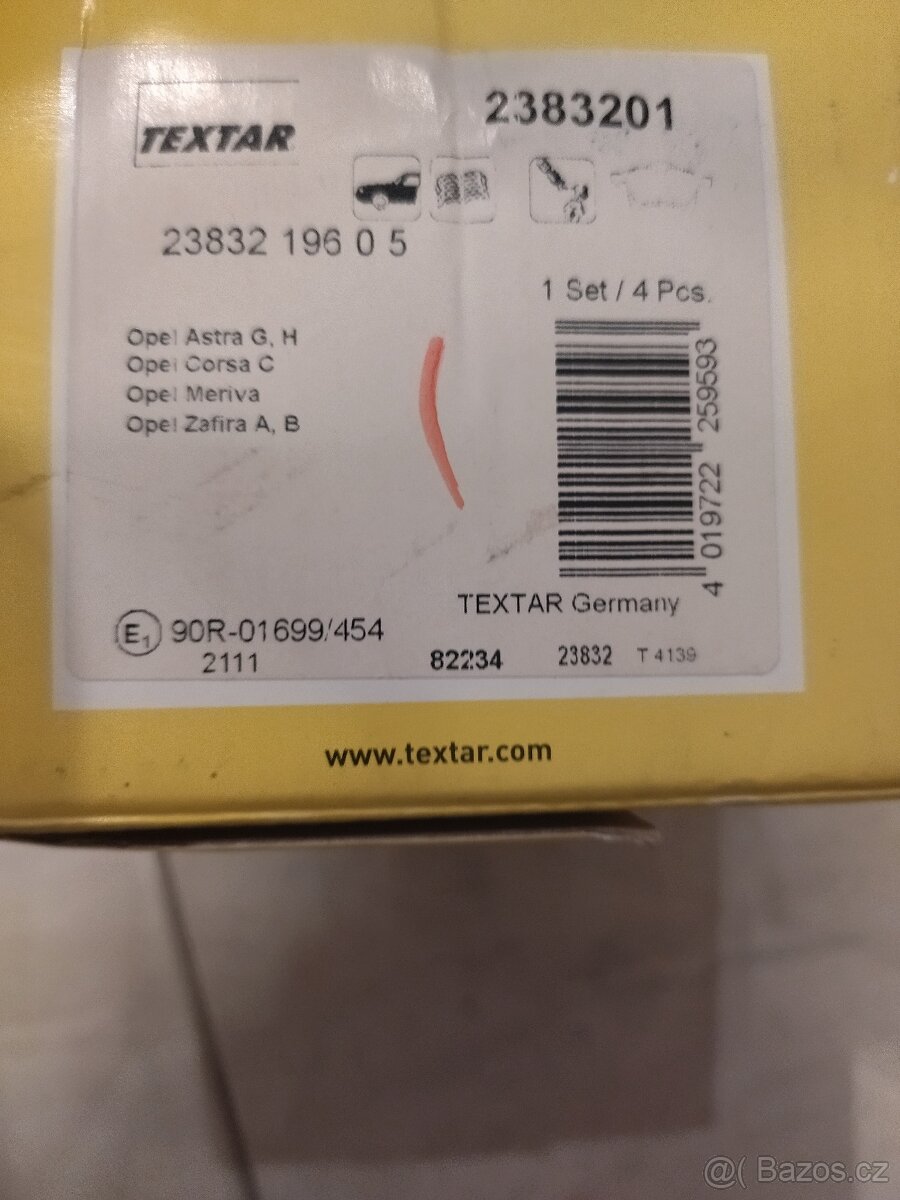 TEXTAR
2383201
23832 196 0 5
1 Set / 4 Pcs.
Opel Astra G, H
Opel Corsa C
Opel Meriva
Opel Zafira A, B
4 019722 259593
TEXTAR Germany
E1 90R-01699/454
2111
82234
23832
T 4139
www.textar.com
@( Bazos.cz